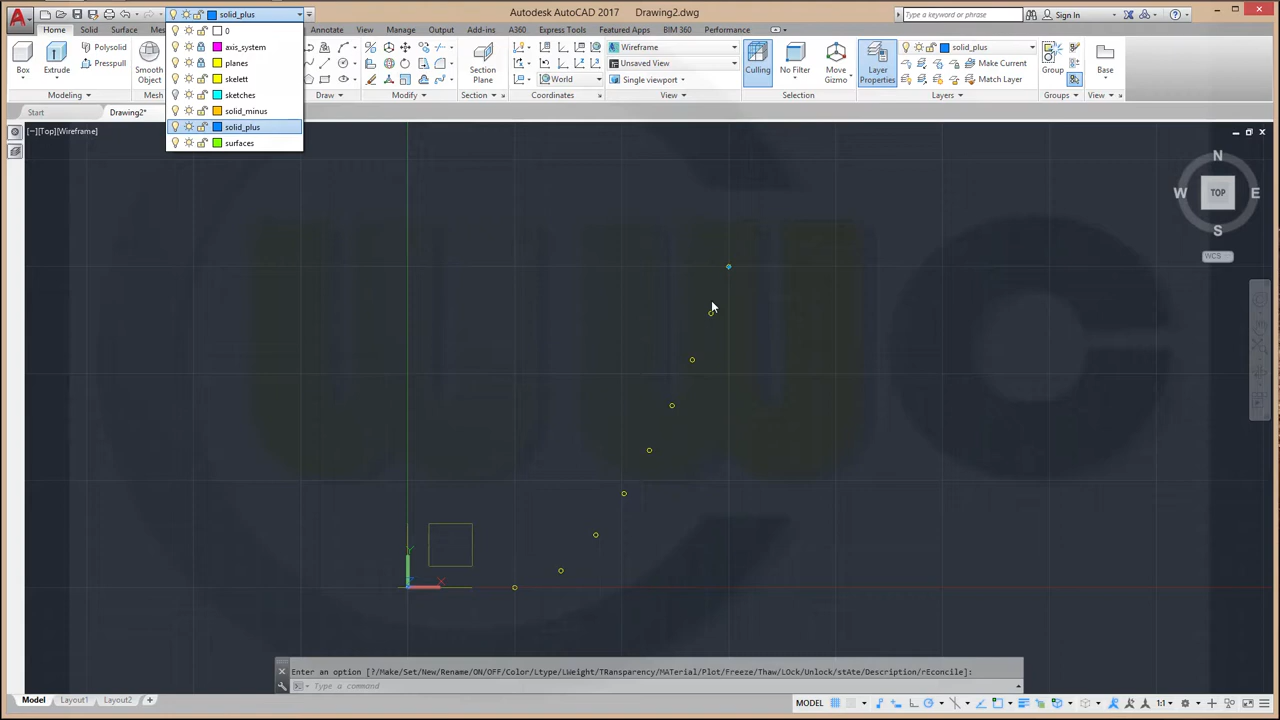 solid_plus
Autodesk AutoCAD 2017 Drawing2.dwg
Type a keyword or phrase
Sign In
Home Solid Surface Mes
Annotate View Manage Output Add-ins A360 Express Tools Featured Apps BIM 360 Performance
0
axis_system
planes
skelett
sketches
solid_minus
solid_plus
surfaces
Box
Extrude
Polysolid
Presspull
Smooth Object
Section Plane
World
Wireframe
Unsaved View
Single viewport
Culling
No Filter
Move Gizmo
Layer Properties
solid_plus
Make Current
Match Layer
Group
Base
Modeling
Mesh
Draw
Modify
Section
Coordinates
View
Selection
Layers
Groups
View
Start
Drawing2*
[−][Top][Wireframe]
N
W TOP E
S
WCS
Y
X
Enter an option [?/Make/Set/New/Rename/ON/OFF/Color/Ltype/LWeight/TRansparency/MATerial/Plot/Freeze/Thaw/LOck/Unlock/stAte/Description/rEconcile]:
Type a command
Model Layout1 Layout2 +
MODEL
1:1